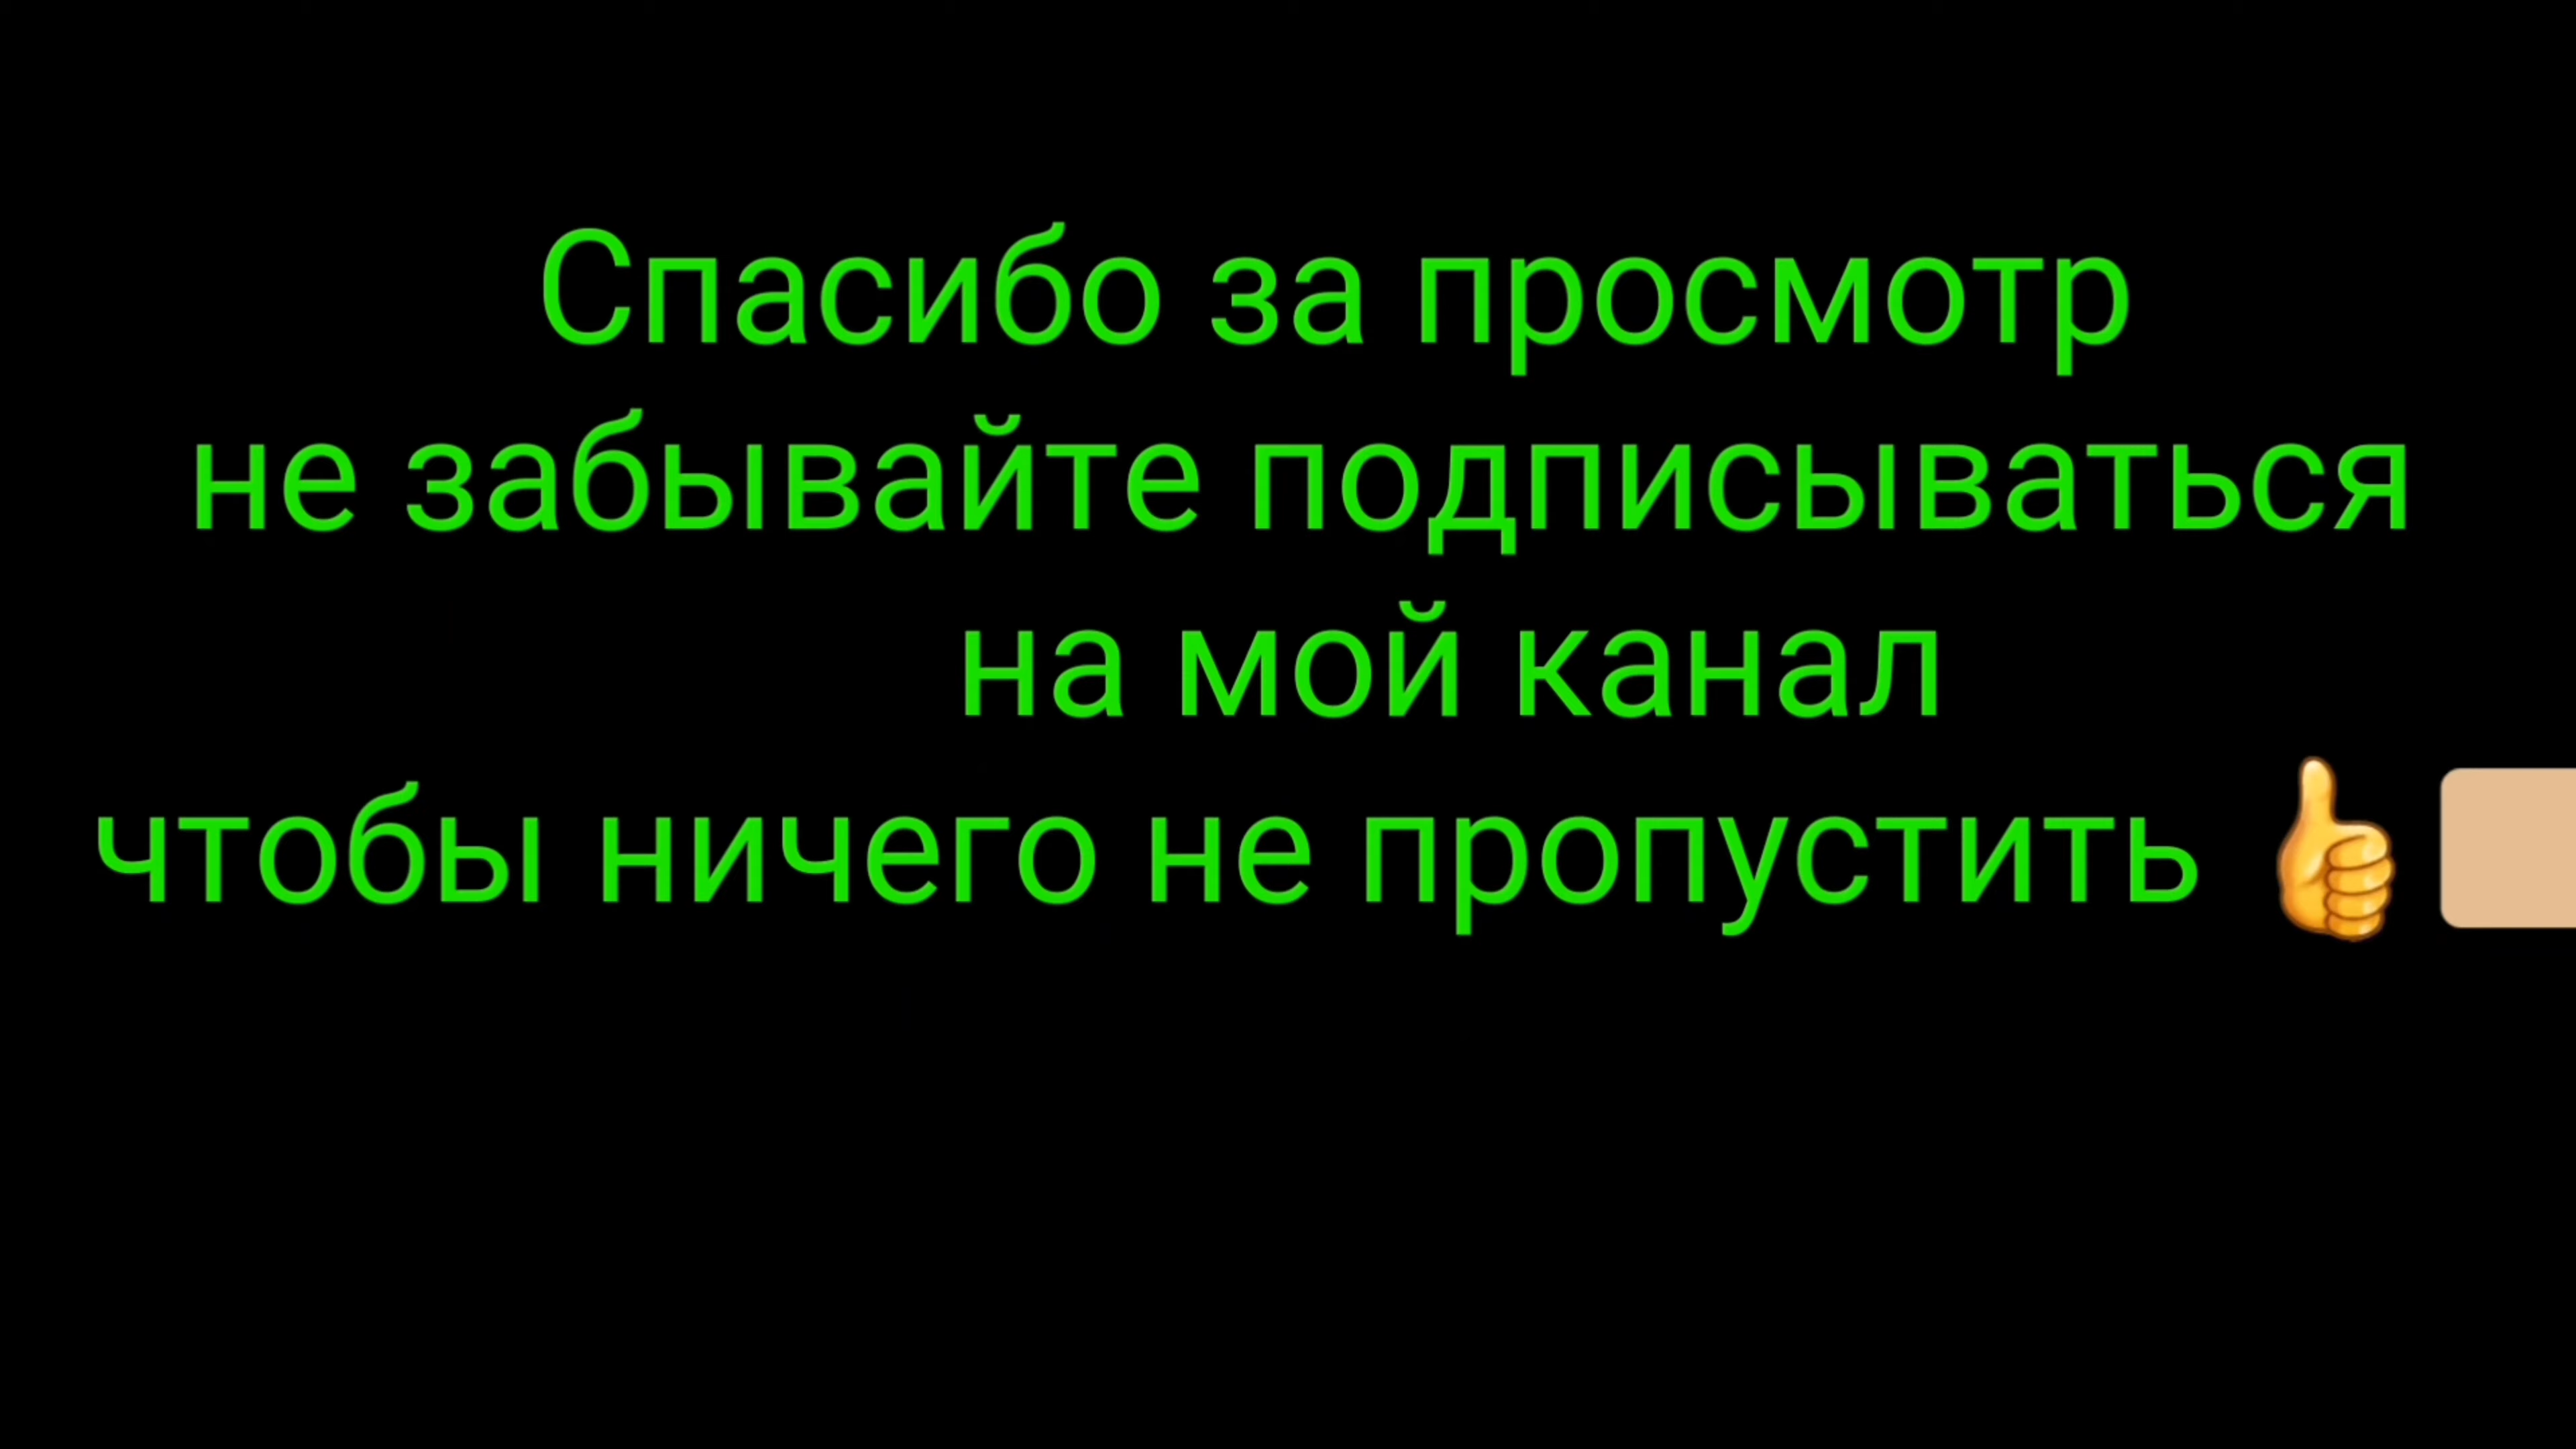 Спасибо за просмотр
не забывайте подписываться
на мой канал
чтобы ничего не пропустить 👍